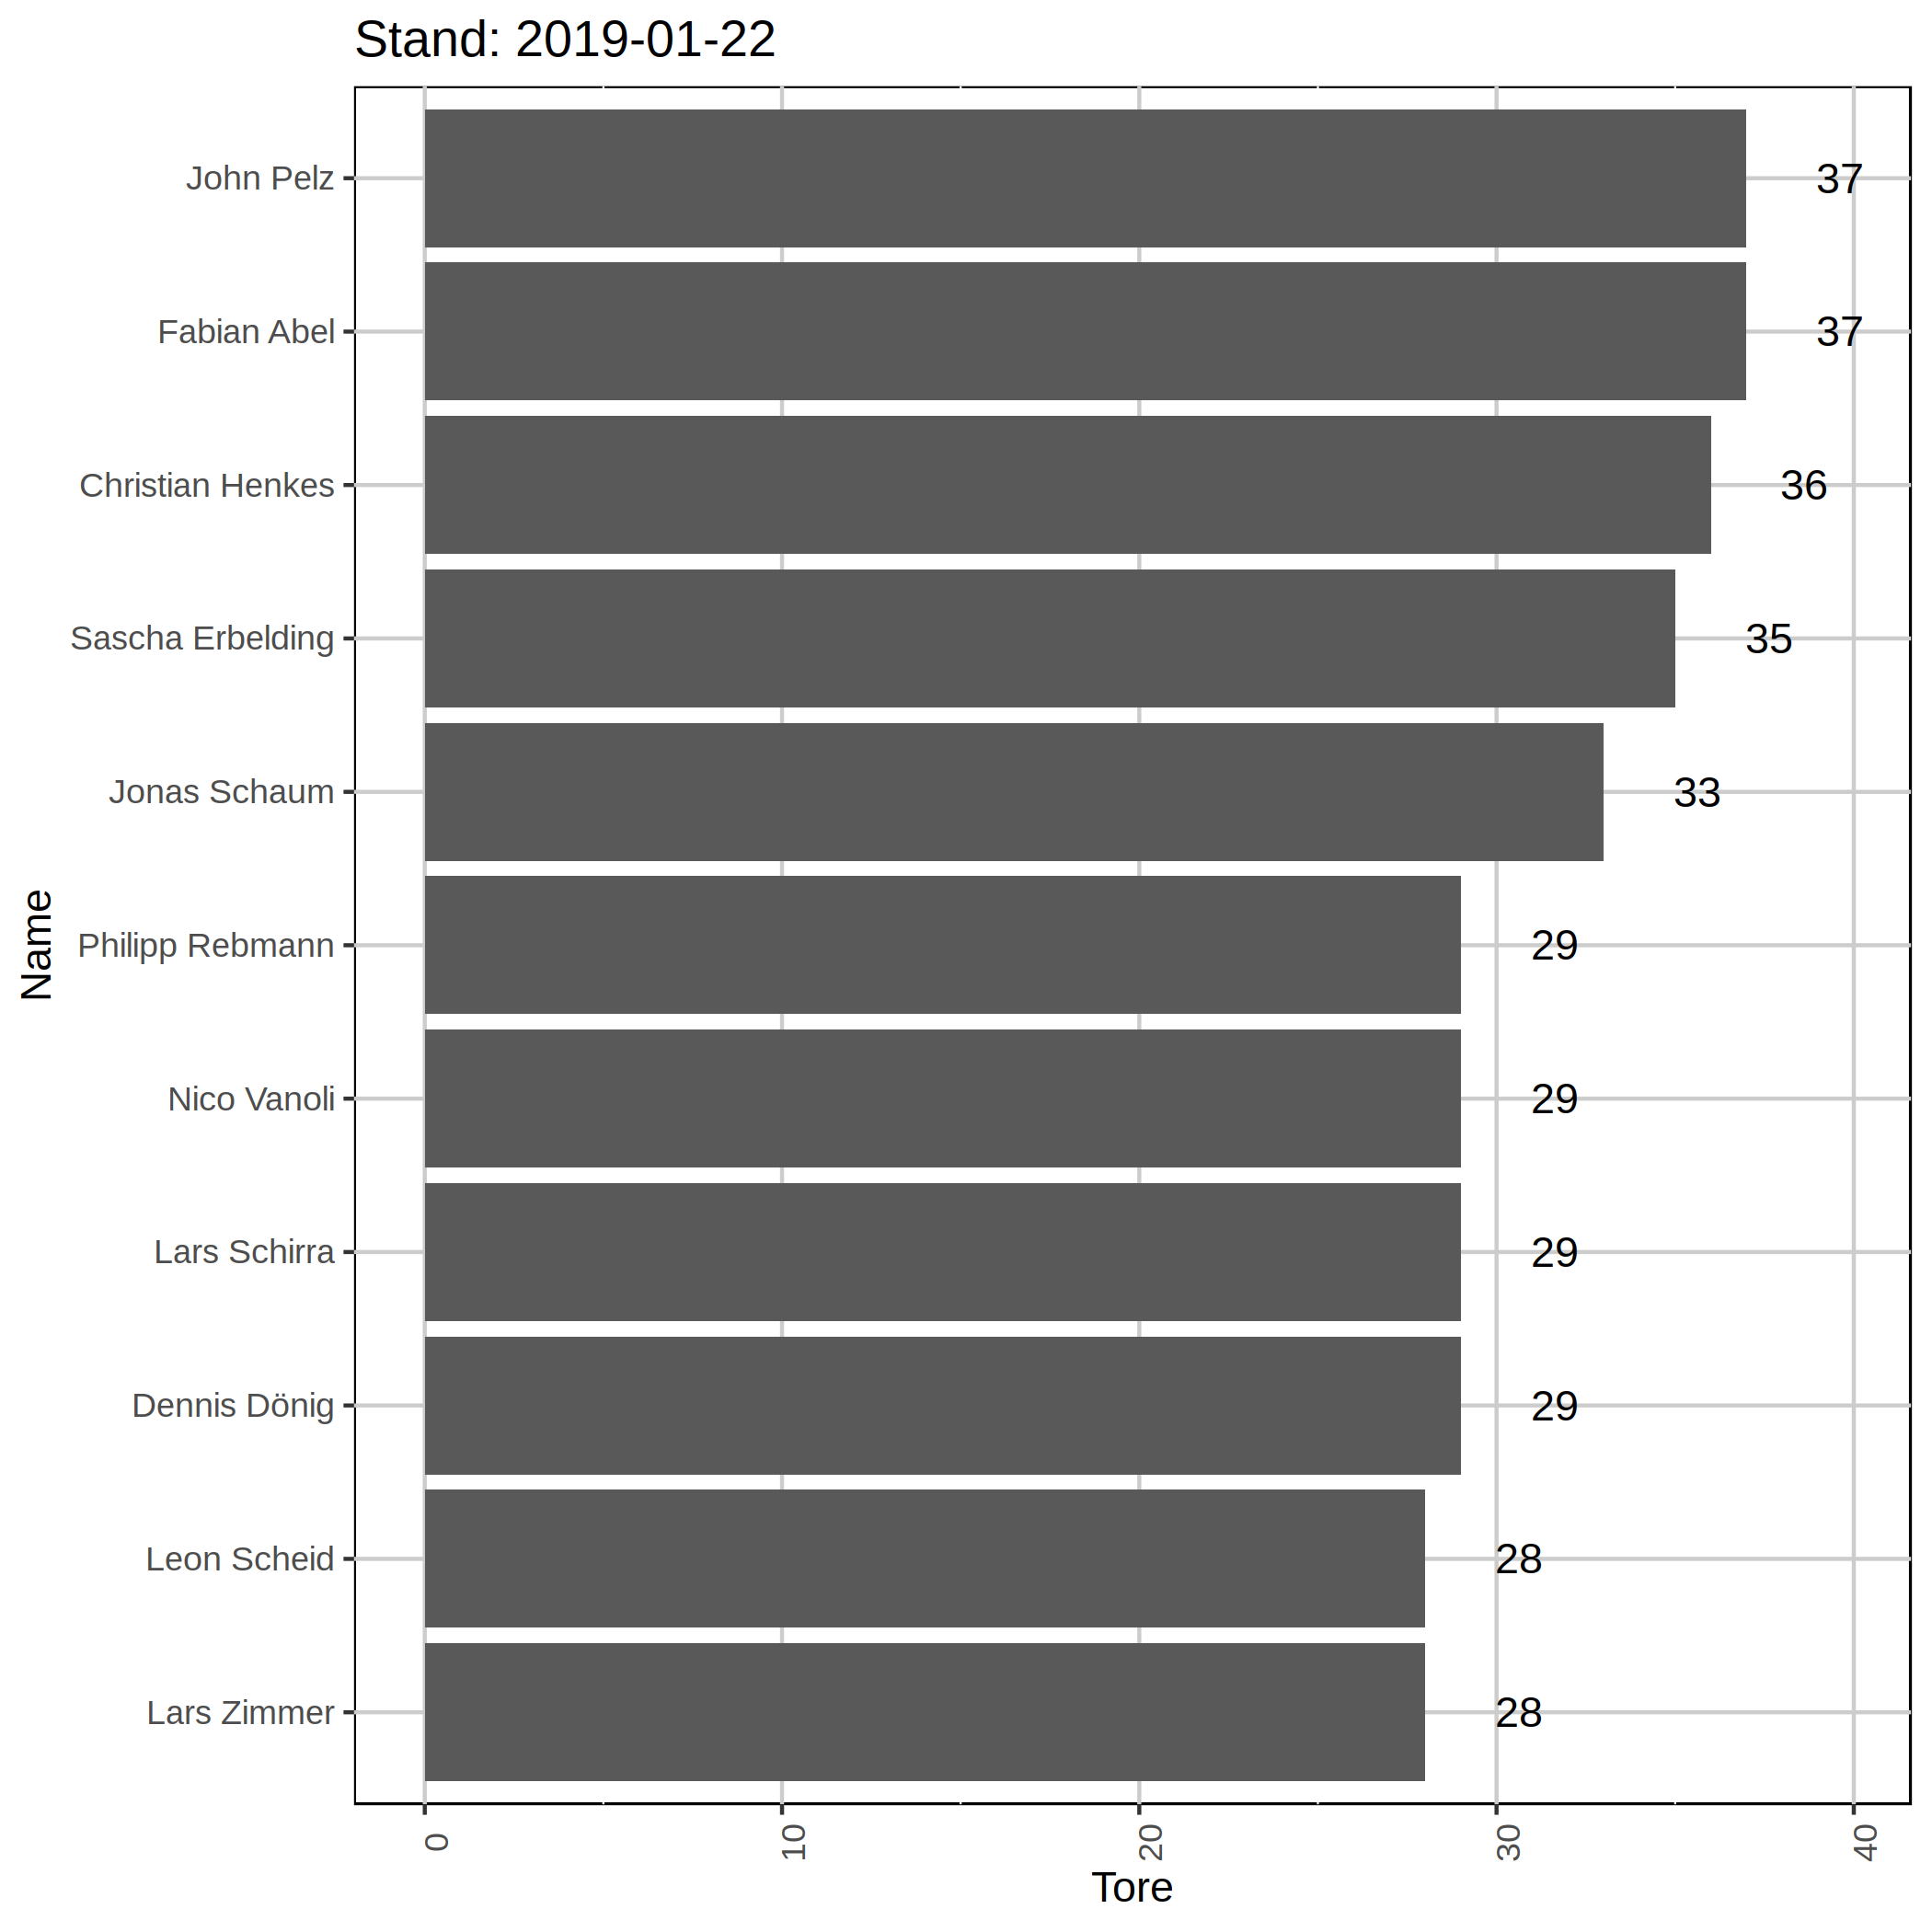 Stand: 2019-01-22
John Pelz 37
Fabian Abel 37
Christian Henkes 36
Sascha Erbelding 35
Jonas Schaum 33
Philipp Rebmann 29
Nico Vanoli 29
Lars Schirra 29
Dennis Dönig 29
Leon Scheid 28
Lars Zimmer 28
Name
0 10 20 30 40
Tore